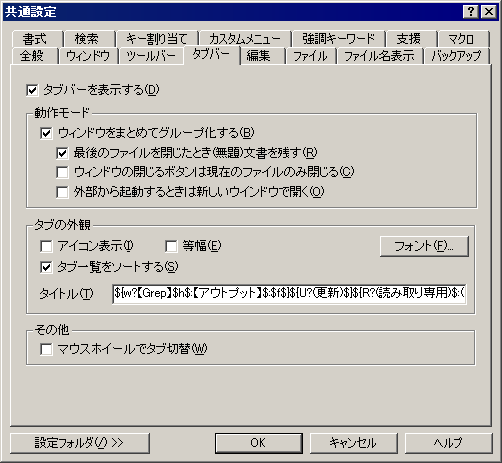 共通設定
書式 検索 キー割り当て カスタムメニュー 強調キーワード 支援 マクロ
全般 ウィンドウ ツールバー タブバー 編集 ファイル ファイル名表示 バックアップ
タブバーを表示する(D)
動作モード
ウィンドウをまとめてグループ化する(B)
最後のファイルを閉じたとき(無題)文書を残す(R)
ウィンドウの閉じるボタンは現在のファイルのみ閉じる(C)
外部から起動するときは新しいウインドウで開く(O)
タブの外観
アイコン表示(I) 等幅(E) フォント(F)...
タブ一覧をソートする(S)
タイトル(T) ${w?【Grep】$h$:【アウトプット】$:$f$}${U?(更新)$}${R?(読み取り専用)$:(
その他
マウスホイールでタブ切替(W)
設定フォルダ(/) >> OK キャンセル ヘルプ